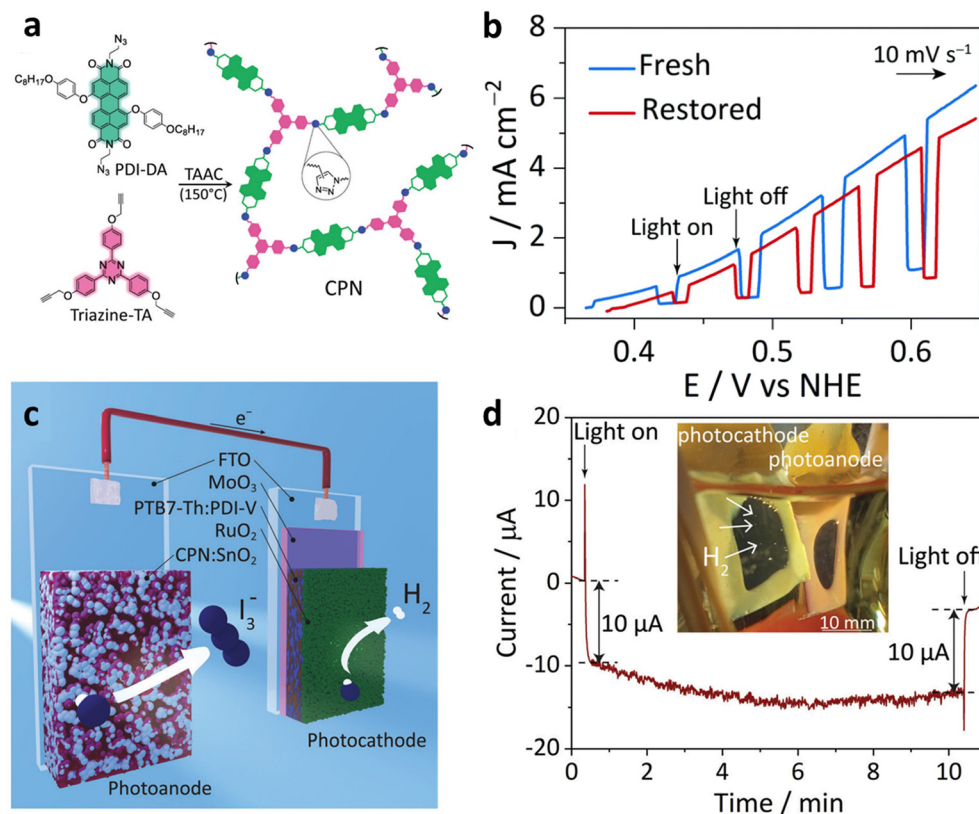 a
N₃
O
N
O
C₈H₁₇
O
O
C₈H₁₇
O
N
O
N₃
PDI-DA
TAAC
(150°C)
O
N
N
N
O
O
Triazine-TA
N
N=N
CPN
b
8
6
4
2
0
J / mA cm⁻²
Fresh
Restored
10 mV s⁻¹
Light on
Light off
0.4
0.5
0.6
E / V vs NHE
c
e⁻
FTO
MoO₃
PTB7-Th:PDI-V
RuO₂
CPN:SnO₂
I₃⁻
H₂
Photoanode
Photocathode
d
20
10
0
-10
-20
Current / μA
Light on
photocathode
photoanode
H₂
10 mm
Light off
10 μA
10 μA
0
2
4
6
8
10
Time / min